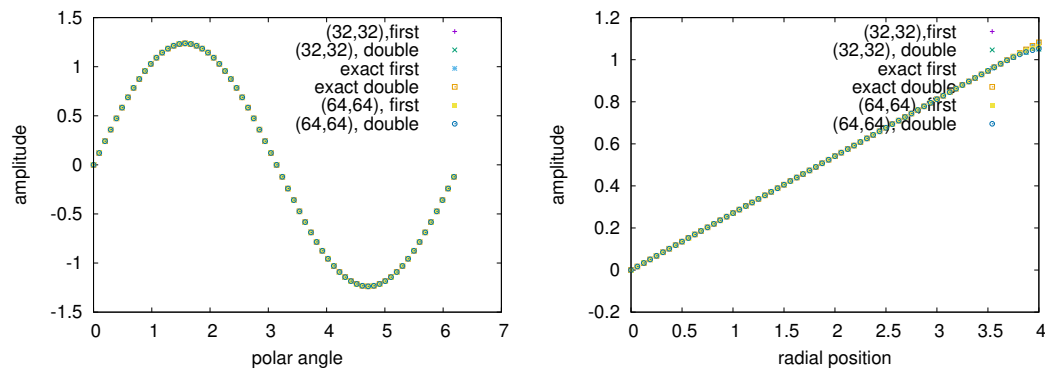 1.5
1
0.5
0
-0.5
-1
-1.5
amplitude
0 1 2 3 4 5 6 7
polar angle
(32,32),first
(32,32), double
exact first
exact double
(64,64), first
(64,64), double
1.2
1
0.8
0.6
0.4
0.2
0
-0.2
amplitude
0 0.5 1 1.5 2 2.5 3 3.5 4
radial position
(32,32),first
(32,32), double
exact first
exact double
(64,64), first
(64,64), double